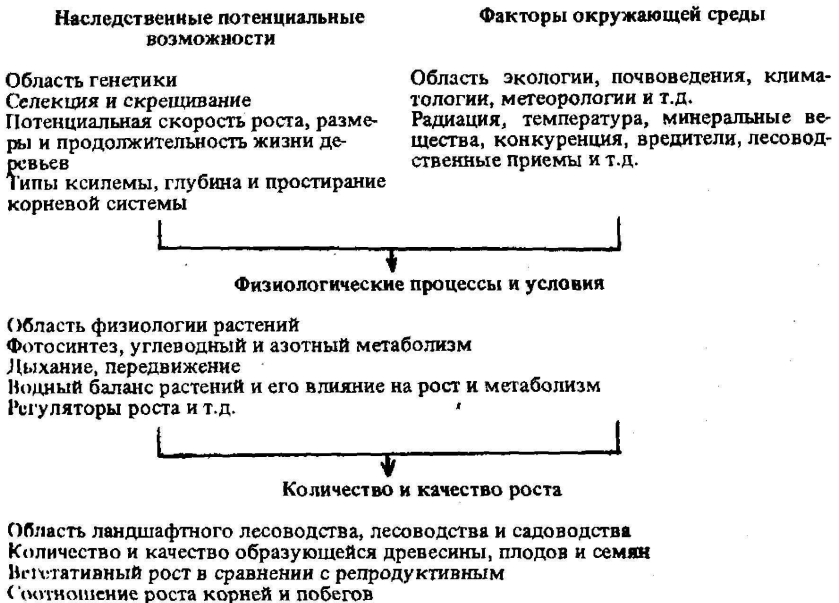 Наследственные потенциальные
возможности
Область генетики
Селекция и скрещивание
Потенциальная скорость роста, разме-
ры и продолжительность жизни де-
ревьев
Типы ксилемы, глубина и простирание
корневой системы
Факторы окружающей среды
Область экологии, почвоведения, клима-
тологии, метеорологии и т.д.
Радиация, температура, минеральные ве-
щества, конкуренция, вредители, лесовод-
ственные приемы и т.д.
Физиологические процессы и условия
Область физиологии растений
Фотосинтез, углеводный и азотный метаболизм
Дыхание, передвижение
Водный баланс растений и его влияние на рост и метаболизм
Регуляторы роста и т.д.
Количество и качество роста
Область ландшафтного лесоводства, лесоводства и садоводства
Количество и качество образующейся древесины, плодов и семян
Вегетативный рост в сравнении с репродуктивным
Соотношение роста корней и побегов